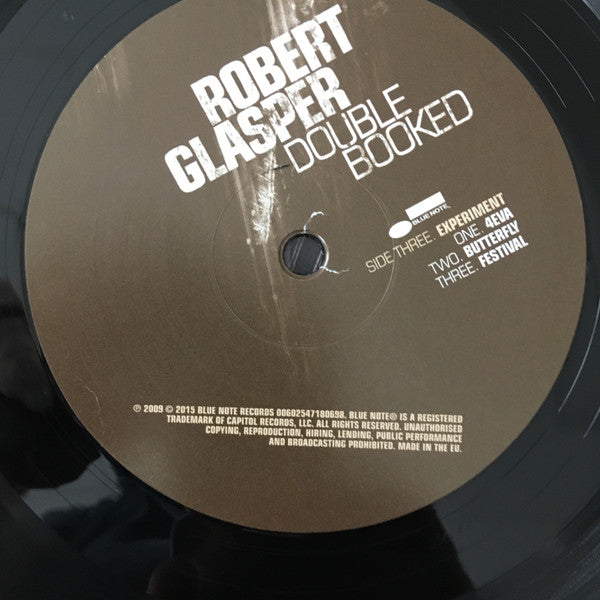 ROBERT
GLASPER
DOUBLE
BOOKED
BLUE NOTE
SIDE THREE. EXPERIMENT
ONE. 4EVA
TWO. BUTTERFLY
THREE. FESTIVAL
℗ 2009 © 2015 BLUE NOTE RECORDS 00602547180698. BLUE NOTE® IS A REGISTERED
TRADEMARK OF CAPITOL RECORDS, LLC. ALL RIGHTS RESERVED. UNAUTHORISED
COPYING, REPRODUCTION, HIRING, LENDING, PUBLIC PERFORMANCE
AND BROADCASTING PROHIBITED. MADE IN THE EU.